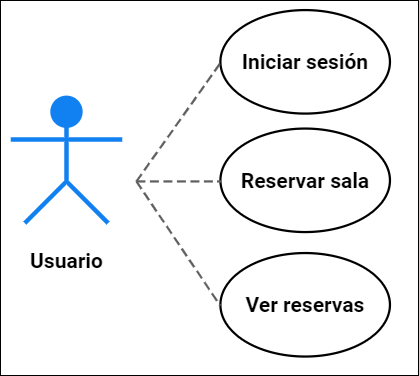 Iniciar sesión
Reservar sala
Usuario
Ver reservas